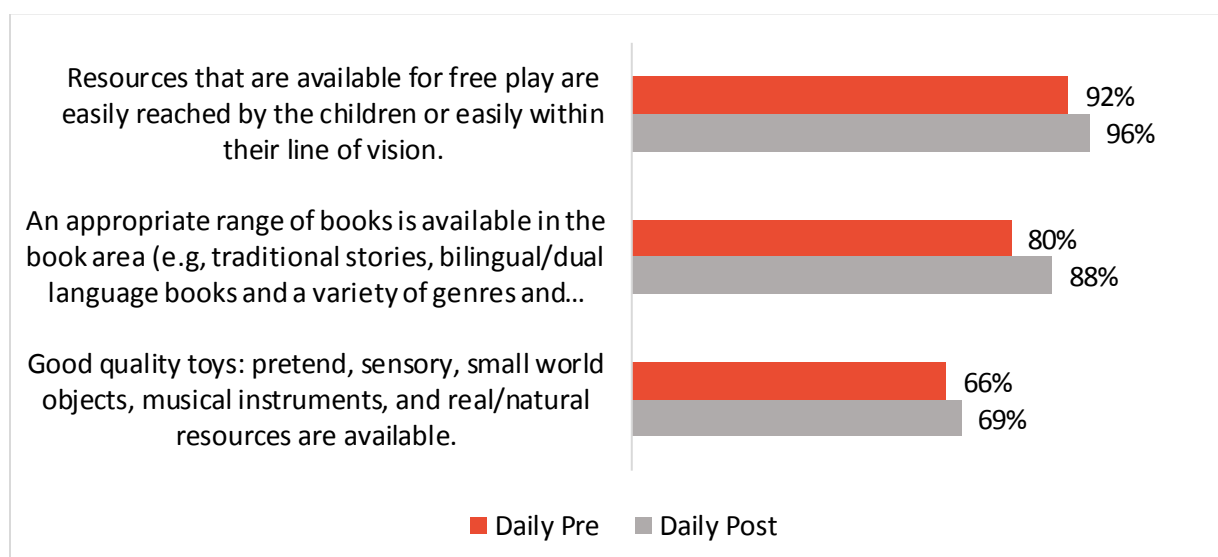 Resources that are available for free play are
easily reached by the children or easily within
their line of vision.
92%
96%
An appropriate range of books is available in the
book area (e.g, traditional stories, bilingual/dual
language books and a variety of genres and...
80%
88%
Good quality toys: pretend, sensory, small world
objects, musical instruments, and real/natural
resources are available.
66%
69%
Daily Pre
Daily Post